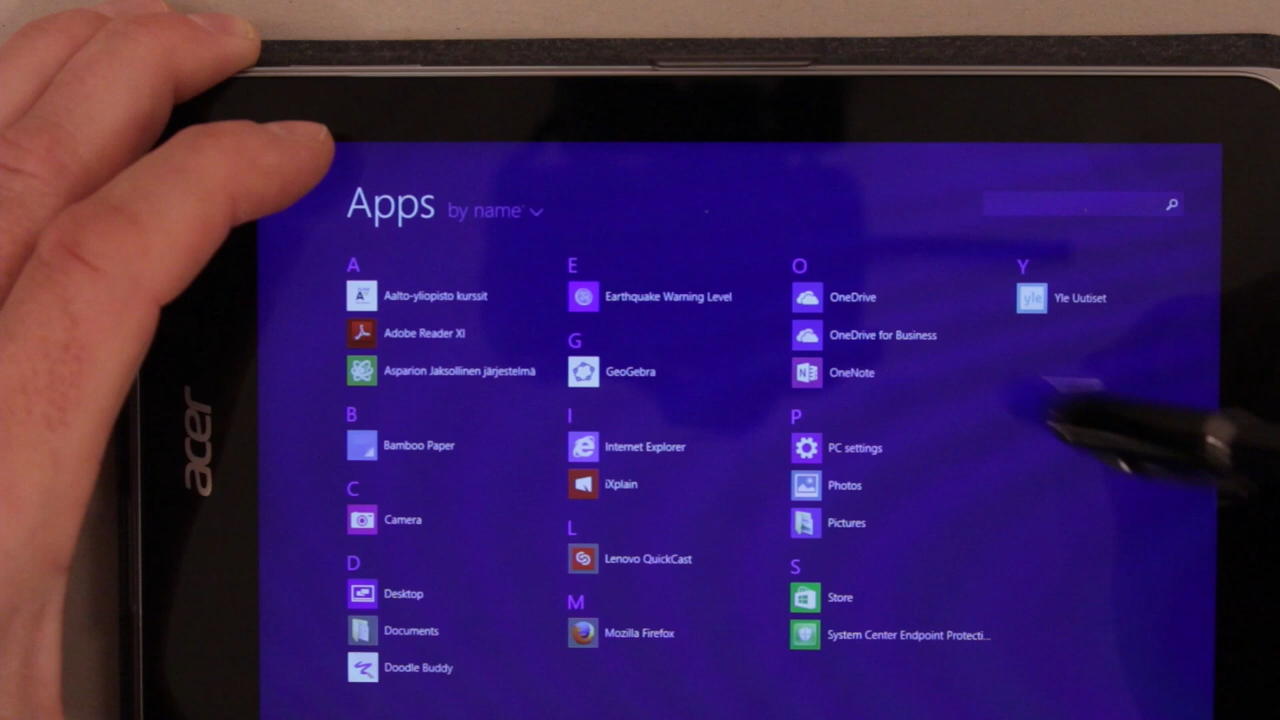 Apps by name
A
Aalto-yliopisto kurssit
Adobe Reader XI
Asparion Jaksollinen järjestelmä
B
Bamboo Paper
C
Camera
D
Desktop
Documents
Doodle Buddy
E
Earthquake Warning Level
G
GeoGebra
I
Internet Explorer
iXplain
L
Lenovo QuickCast
M
Mozilla Firefox
O
OneDrive
OneDrive for Business
OneNote
P
PC settings
Photos
Pictures
S
Store
System Center Endpoint Protecti...
Y
yle
Yle Uutiset
acer